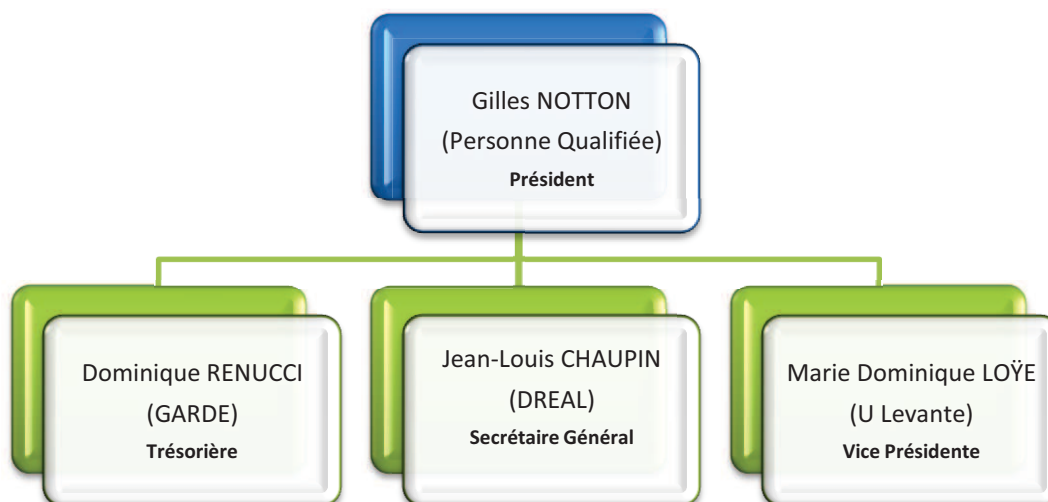 Gilles NOTTON
(Personne Qualifiée)
Président
Dominique RENUCCI
(GARDE)
Trésorière
Jean-Louis CHAUPIN
(DREAL)
Secrétaire Général
Marie Dominique LOŸE
(U Levante)
Vice Présidente